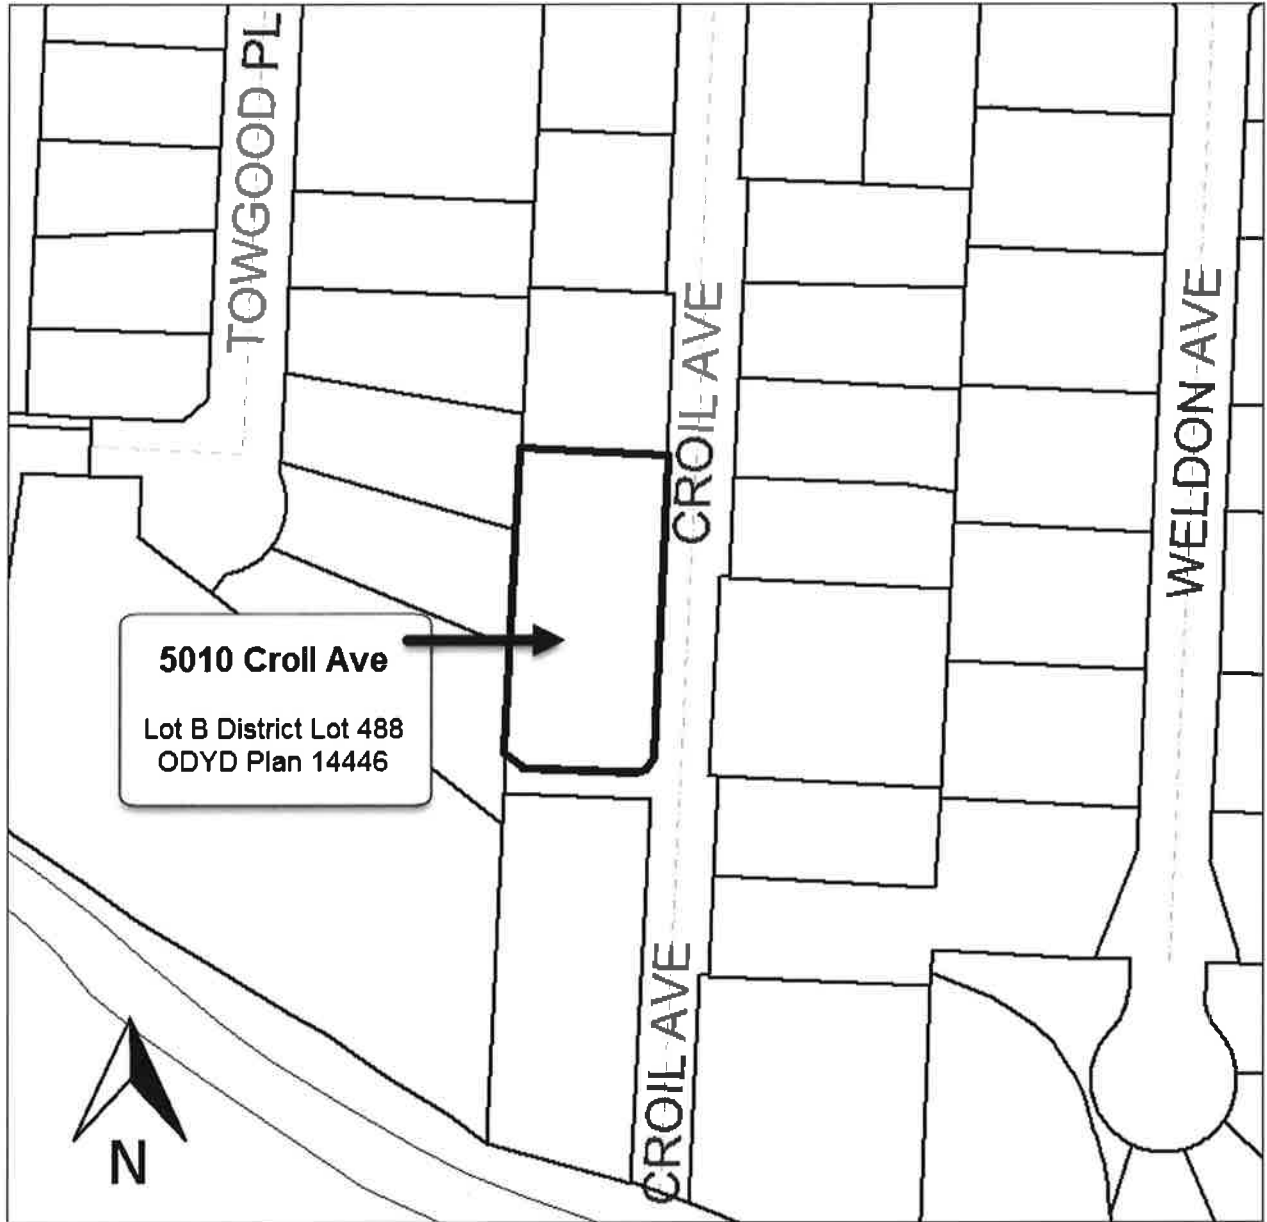 TOWGOOD PL
CROIL AVE
WELDON AVE
5010 Croil Ave
Lot B District Lot 488
ODYD Plan 14446
CROIL AVE
N